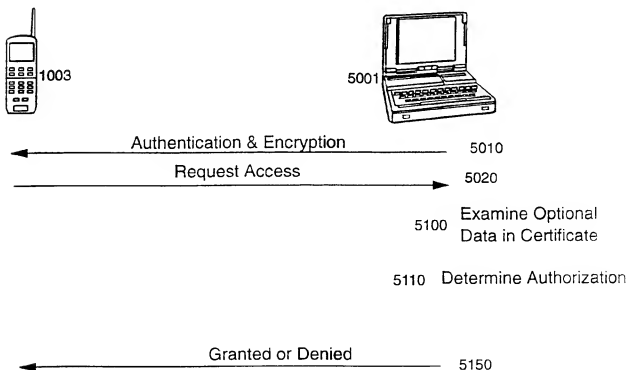 1003
5001
Authentication & Encryption 5010
Request Access 5020
5100 Examine Optional
Data in Certificate
5110 Determine Authorization
Granted or Denied 5150